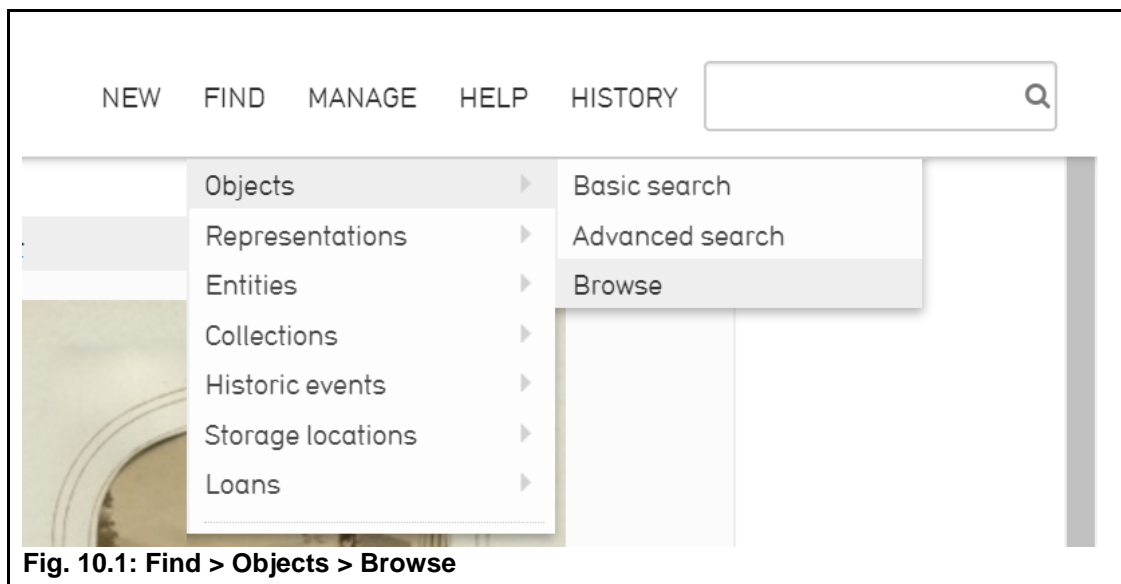 NEW FIND MANAGE HELP HISTORY
Objects
Representations
Entities
Collections
Historic events
Storage locations
Loans
Basic search
Advanced search
Browse
Fig. 10.1: Find > Objects > Browse